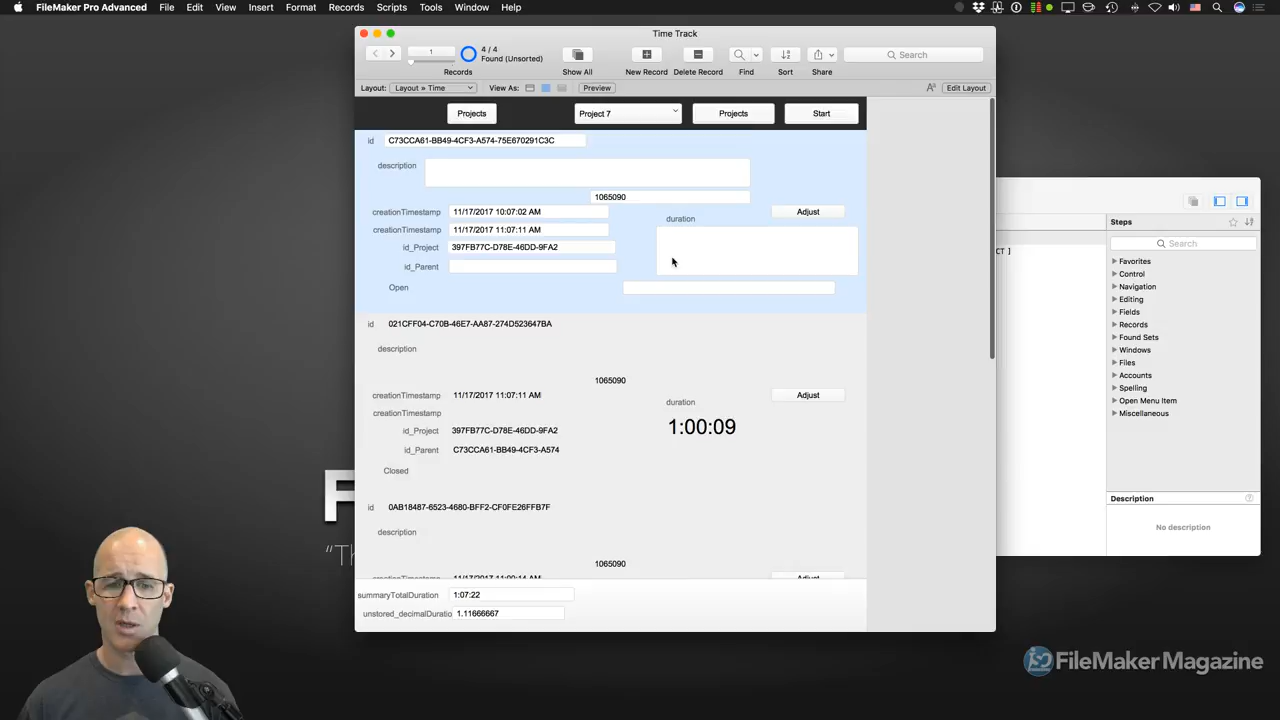 FileMaker Pro Advanced File Edit View Insert Format Records Scripts Tools Window Help
Time Track
1
4 / 4
Found (Unsorted)
Search
Records Show All New Record Delete Record Find Sort Share
Layout: Layout » Time View As: Preview Edit Layout
Projects Project 7 Projects Start
id C73CCA61-BB49-4CF3-A574-75E670291C3C
description
1065090
creationTimestamp 11/17/2017 10:07:02 AM duration Adjust
creationTimestamp 11/17/2017 11:07:11 AM
id_Project 397FB77C-D78E-46DD-9FA2
id_Parent
Open
id 021CFF04-C70B-46E7-AA87-274D523647BA
description
1065090
creationTimestamp 11/17/2017 11:07:11 AM duration Adjust
creationTimestamp
1:00:09
id_Project 397FB77C-D78E-46DD-9FA2
id_Parent C73CCA61-BB49-4CF3-A574
Closed
id 0AB18487-6523-4680-BFF2-CF0FE26FFB7F
description
1065090
summaryTotalDuration 1:07:22
unstored_decimalDuratio 1.11666667
Steps
Search
CT ]
Favorites
Control
Navigation
Editing
Fields
Records
Found Sets
Windows
Files
Accounts
Spelling
Open Menu Item
Miscellaneous
Description
No description
F
"Th
FileMaker Magazine